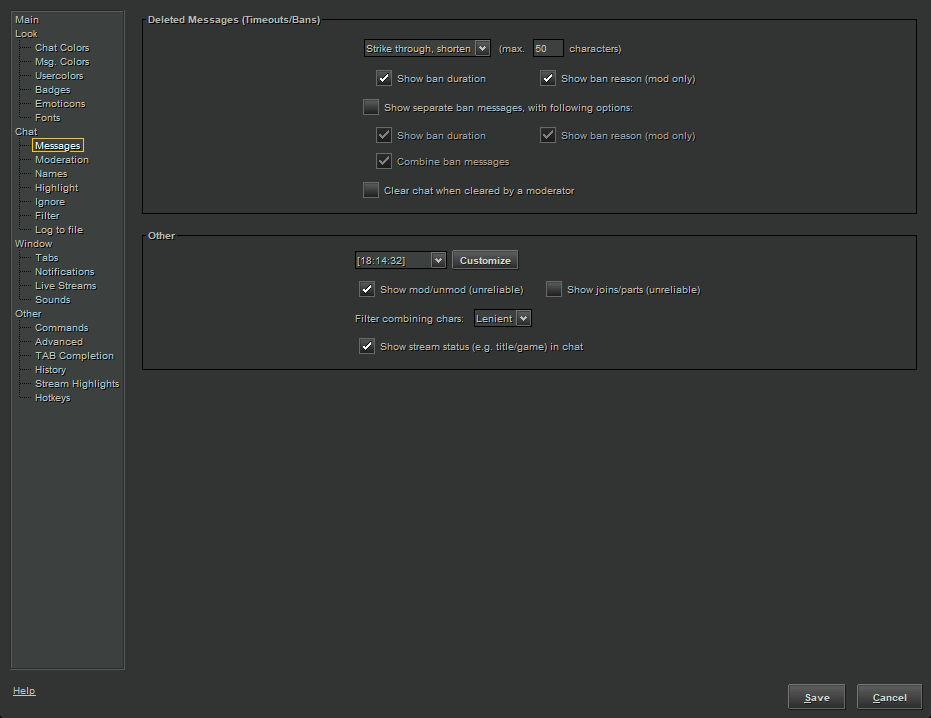 Main
Look
Chat Colors
Msg. Colors
Usercolors
Badges
Emoticons
Fonts
Chat
Messages
Moderation
Names
Highlight
Ignore
Filter
Log to file
Window
Tabs
Notifications
Live Streams
Sounds
Other
Commands
Advanced
TAB Completion
History
Stream Highlights
Hotkeys
Help
Deleted Messages (Timeouts/Bans)
Strike through, shorten (max. 50 characters)
Show ban duration Show ban reason (mod only)
Show separate ban messages, with following options:
Show ban duration Show ban reason (mod only)
Combine ban messages
Clear chat when cleared by a moderator
Other
[18:14:32] Customize
Show mod/unmod (unreliable) Show joins/parts (unreliable)
Filter combining chars: Lenient
Show stream status (e.g. title/game) in chat
Save Cancel